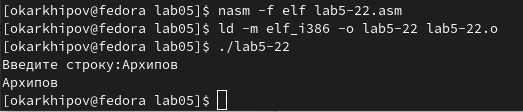 [okarkhipov@fedora lab05]$ nasm -f elf lab5-22.asm
[okarkhipov@fedora lab05]$ ld -m elf_i386 -o lab5-22 lab5-22.o
[okarkhipov@fedora lab05]$ ./lab5-22
Введите строку:Архипов
Архипов
[okarkhipov@fedora lab05]$